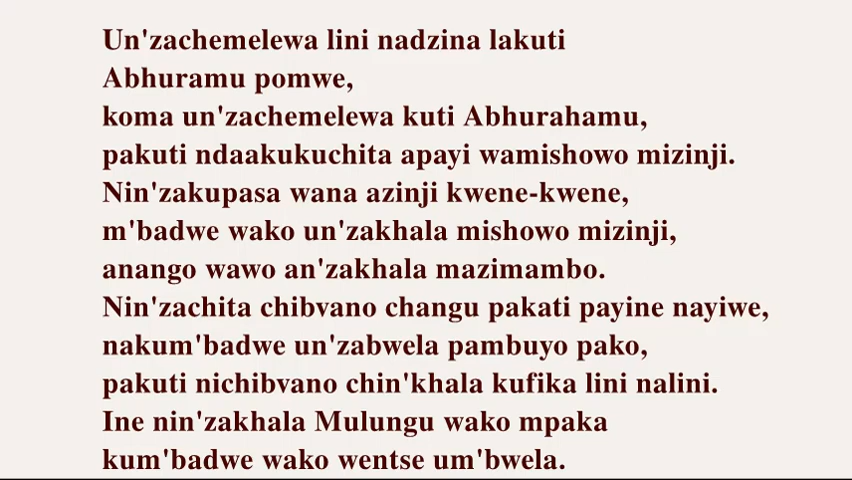 Un'zachemelewa lini nadzina lakuti
Abhuramu pomwe,
koma un'zachemelewa kuti Abhurahamu,
pakuti ndaakukuchita apayi wamishowo mizinji.
Nin'zakupasa wana azinji kwene-kwene,
m'badwe wako un'zakhala mishowo mizinji,
anango wawo an'zakhala mazimambo.
Nin'zachita chibvano changu pakati payine nayiwe,
nakum'badwe un'zabwela pambuyo pako,
pakuti nichibvano chin'khala kufika lini nalini.
Ine nin'zakhala Mulungu wako mpaka
kum'badwe wako wentse um'bwela.